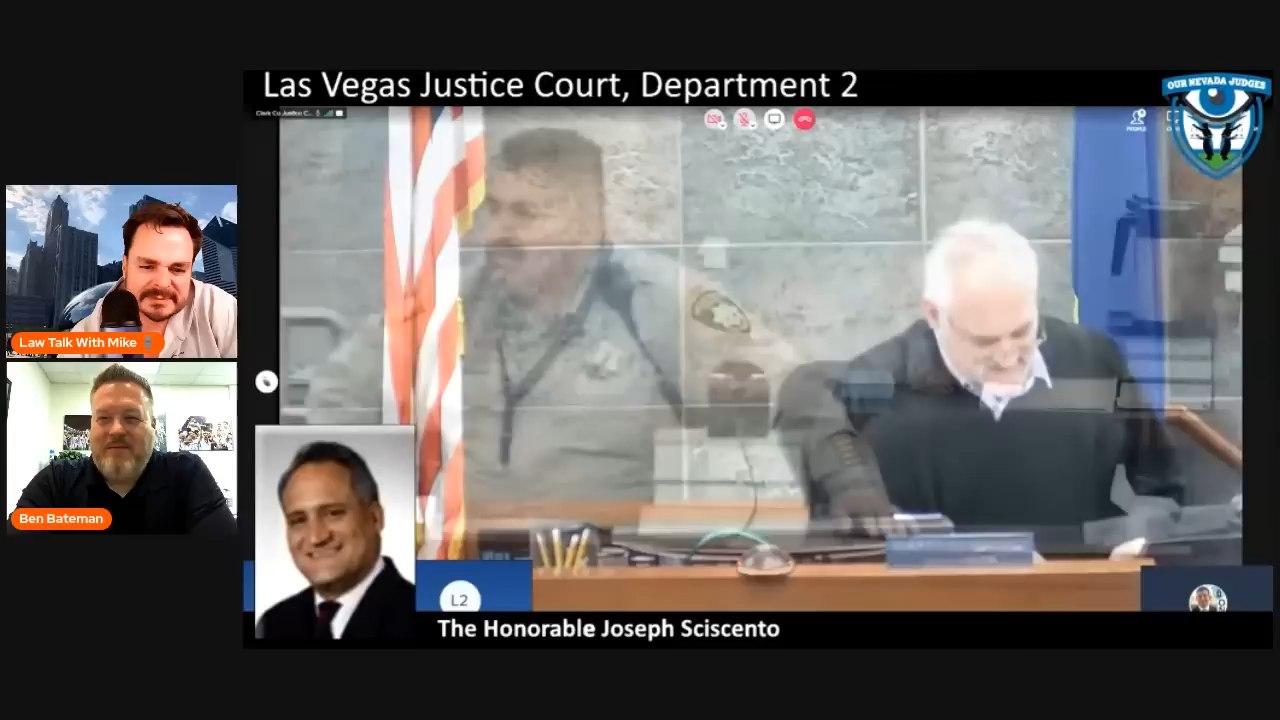 Las Vegas Justice Court, Department 2
OUR NEVADA JUDGES
PEOPLE
Law Talk With Mike
Ben Bateman
L2
The Honorable Joseph Sciscento